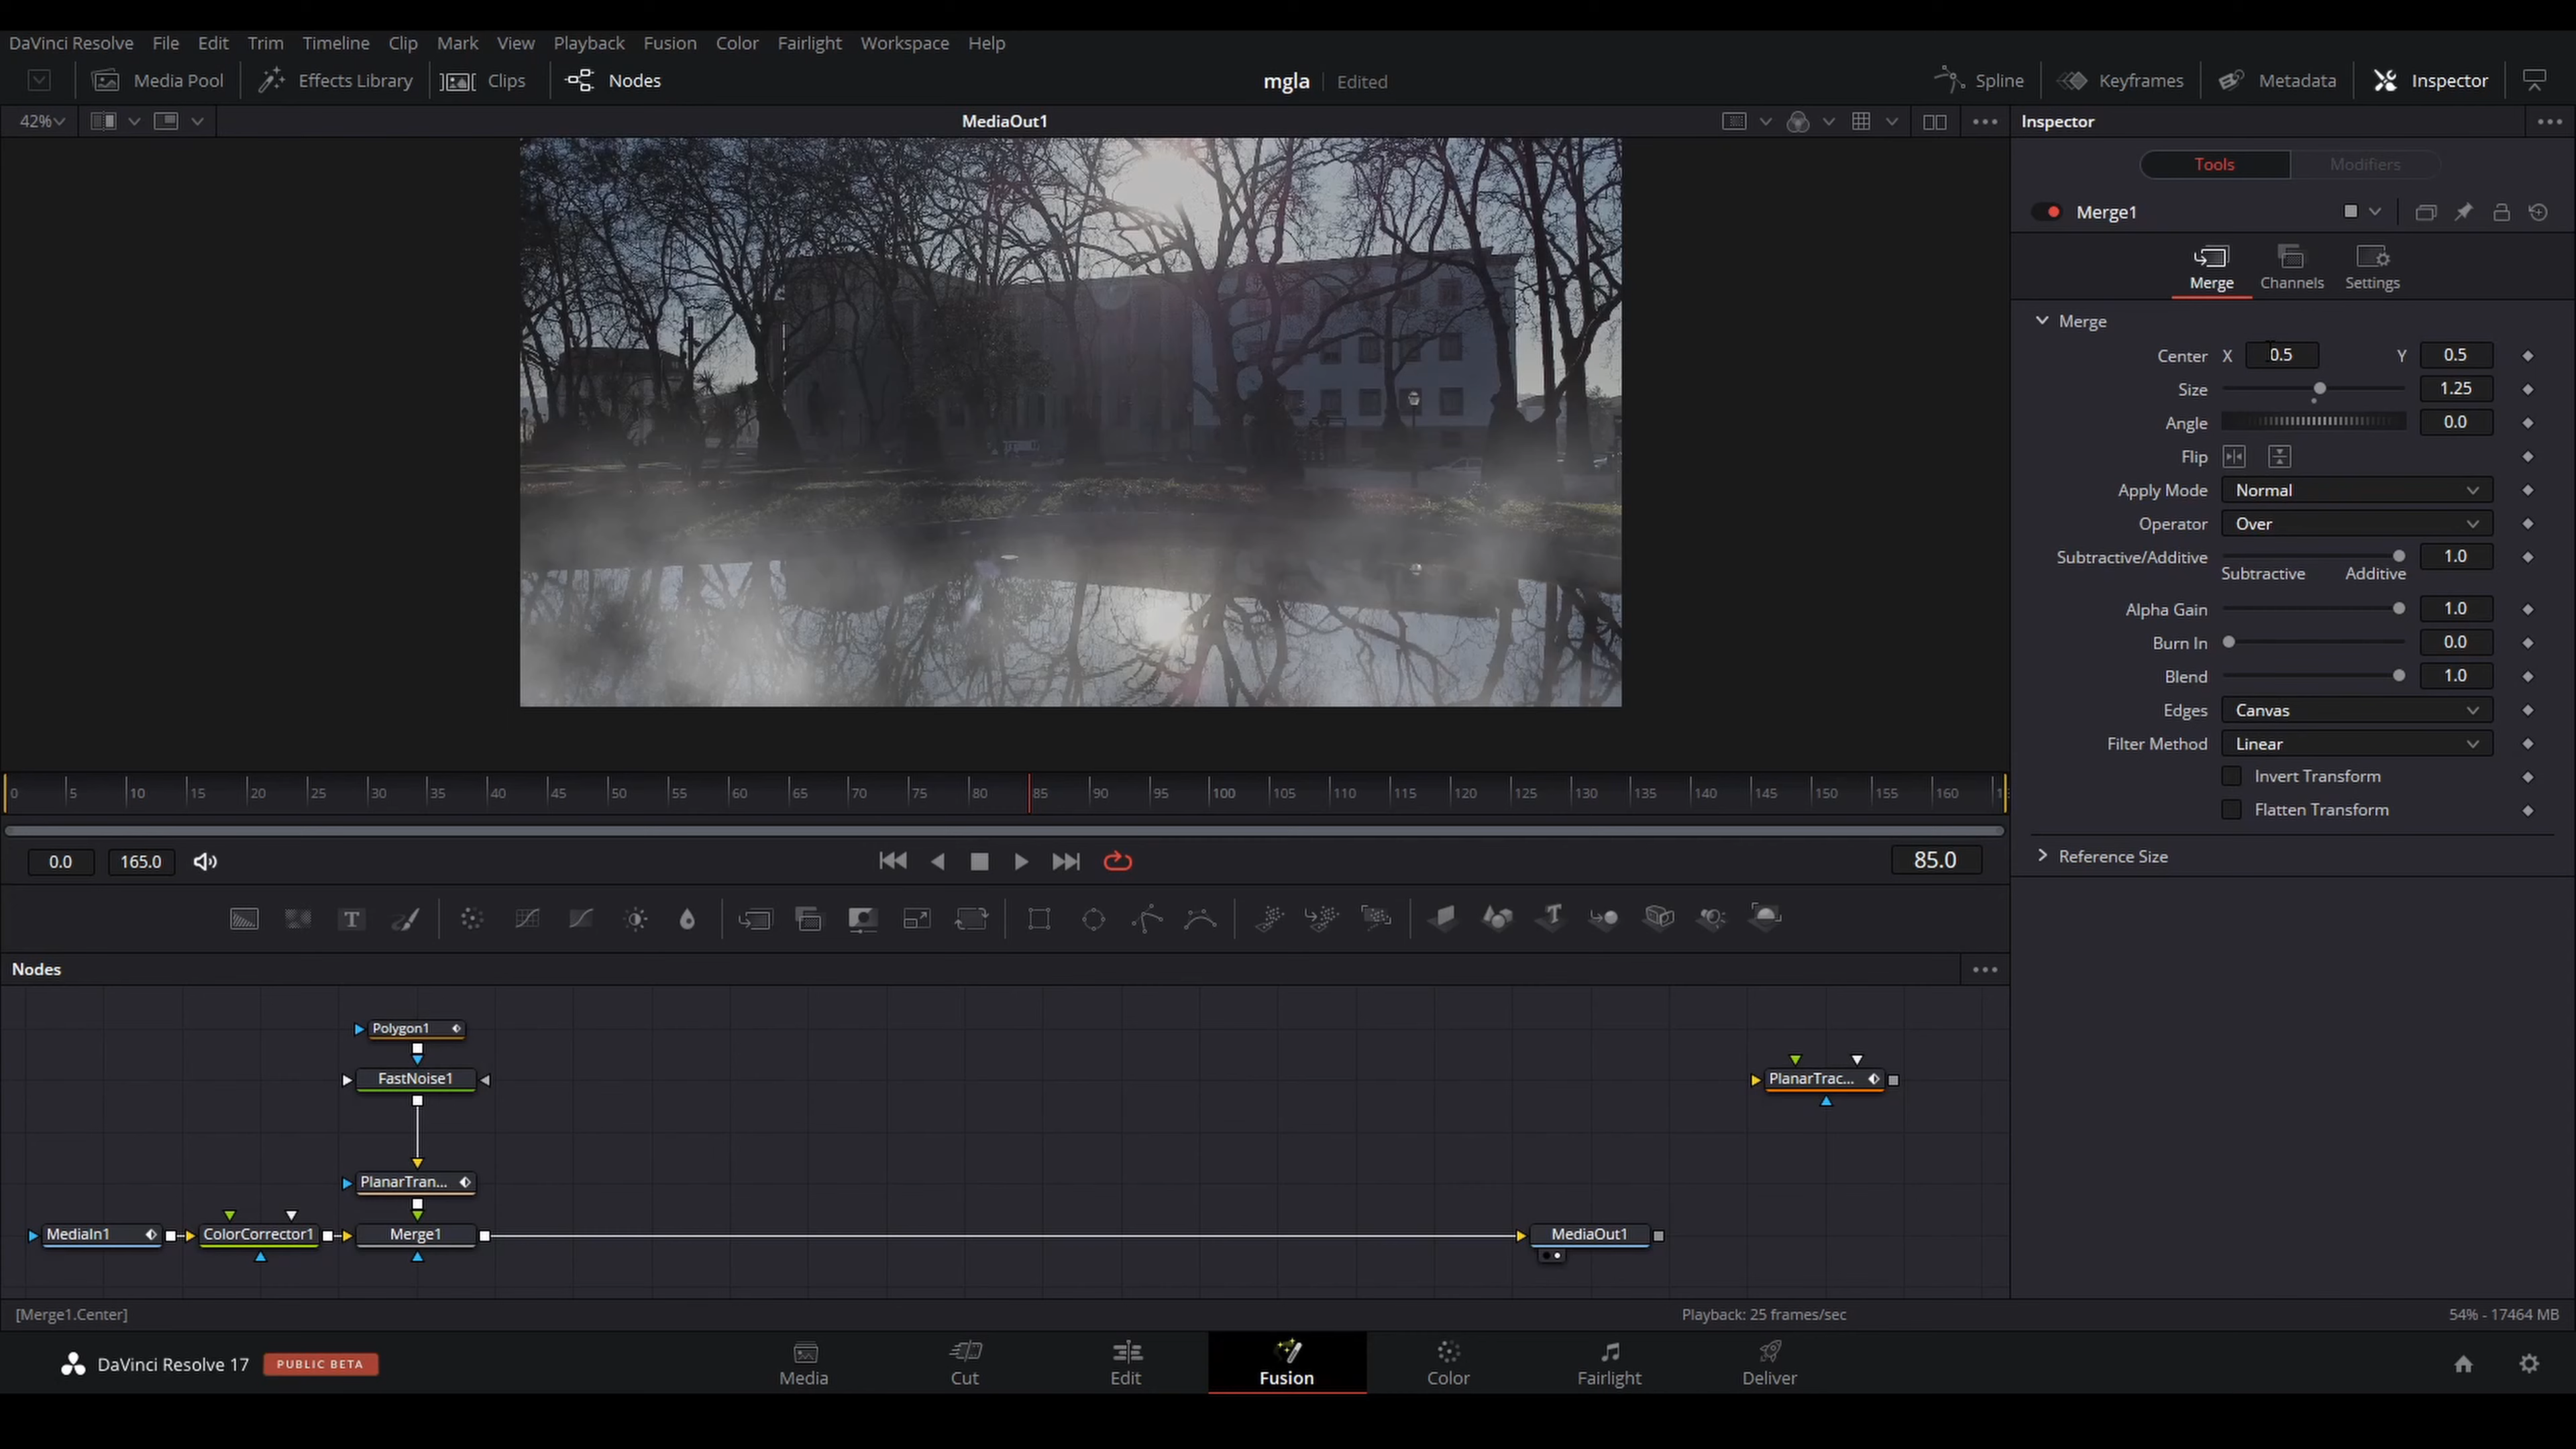 DaVinci Resolve File Edit Trim Timeline Clip Mark View Playback Fusion Color Fairlight Workspace Help
Media Pool Effects Library Clips Nodes mgla Edited Spline Keyframes Metadata Inspector
42% MediaOut1 Inspector
Tools Modifiers
Merge1
Merge Channels Settings
Merge
Center X 0.5 Y 0.5
Size 1.25
Angle 0.0
Flip
Apply Mode Normal
Operator Over
Subtractive/Additive 1.0
Subtractive Additive
Alpha Gain 1.0
Burn In 0.0
Blend 1.0
Edges Canvas
Filter Method Linear
Invert Transform
Flatten Transform
Reference Size
0 5 10 15 20 25 30 35 40 45 50 55 60 65 70 75 80 85 90 95 100 105 110 115 120 125 130 135 140 145 150 155 160
0.0 165.0 85.0
Nodes
Polygon1
FastNoise1 PlanarTrac...
PlanarTran...
MediaIn1 ColorCorrector1 Merge1 MediaOut1
[Merge1.Center] Playback: 25 frames/sec 54% - 17464 MB
DaVinci Resolve 17 PUBLIC BETA Media Cut Edit Fusion Color Fairlight Deliver